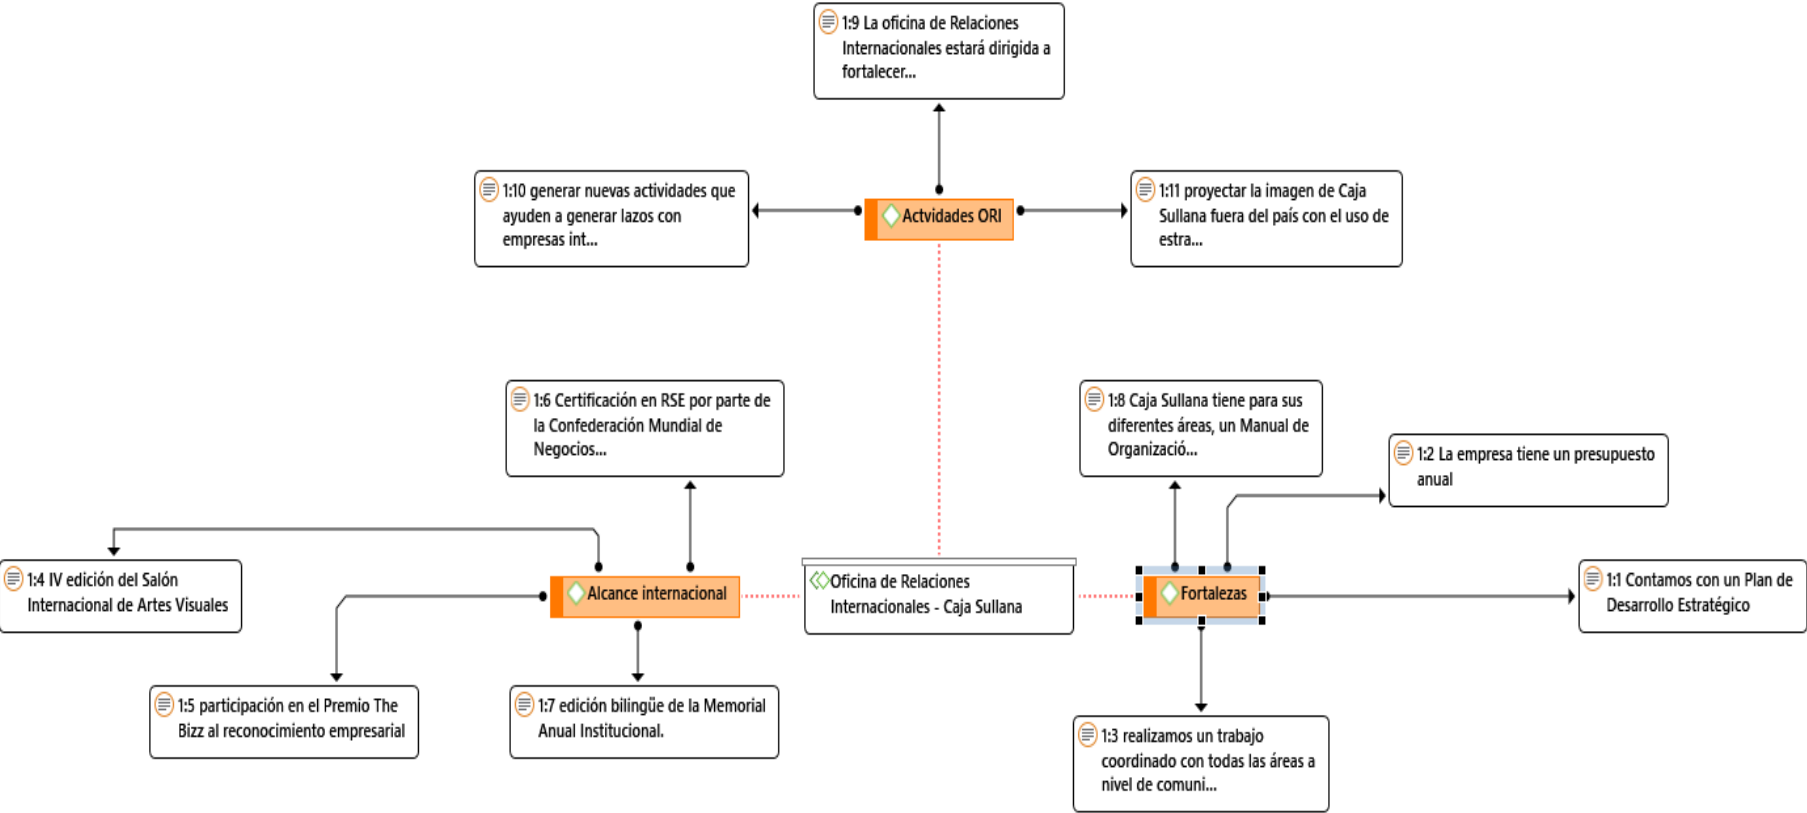 1:9 La oficina de Relaciones
Internacionales estará dirigida a
fortalecer...
1:10 generar nuevas actividades que
ayuden a generar lazos con
empresas int...
Actvidades ORI
1:11 proyectar la imagen de Caja
Sullana fuera del país con el uso de
estra...
1:6 Certificación en RSE por parte de
la Confederación Mundial de
Negocios...
1:8 Caja Sullana tiene para sus
diferentes áreas, un Manual de
Organizació...
1:2 La empresa tiene un presupuesto
anual
1:4 IV edición del Salón
Internacional de Artes Visuales
Alcance internacional
Oficina de Relaciones
Internacionales - Caja Sullana
Fortalezas
1:1 Contamos con un Plan de
Desarrollo Estratégico
1:5 participación en el Premio The
Bizz al reconocimiento empresarial
1:7 edición bilingüe de la Memorial
Anual Institucional.
1:3 realizamos un trabajo
coordinado con todas las áreas a
nivel de comuni...